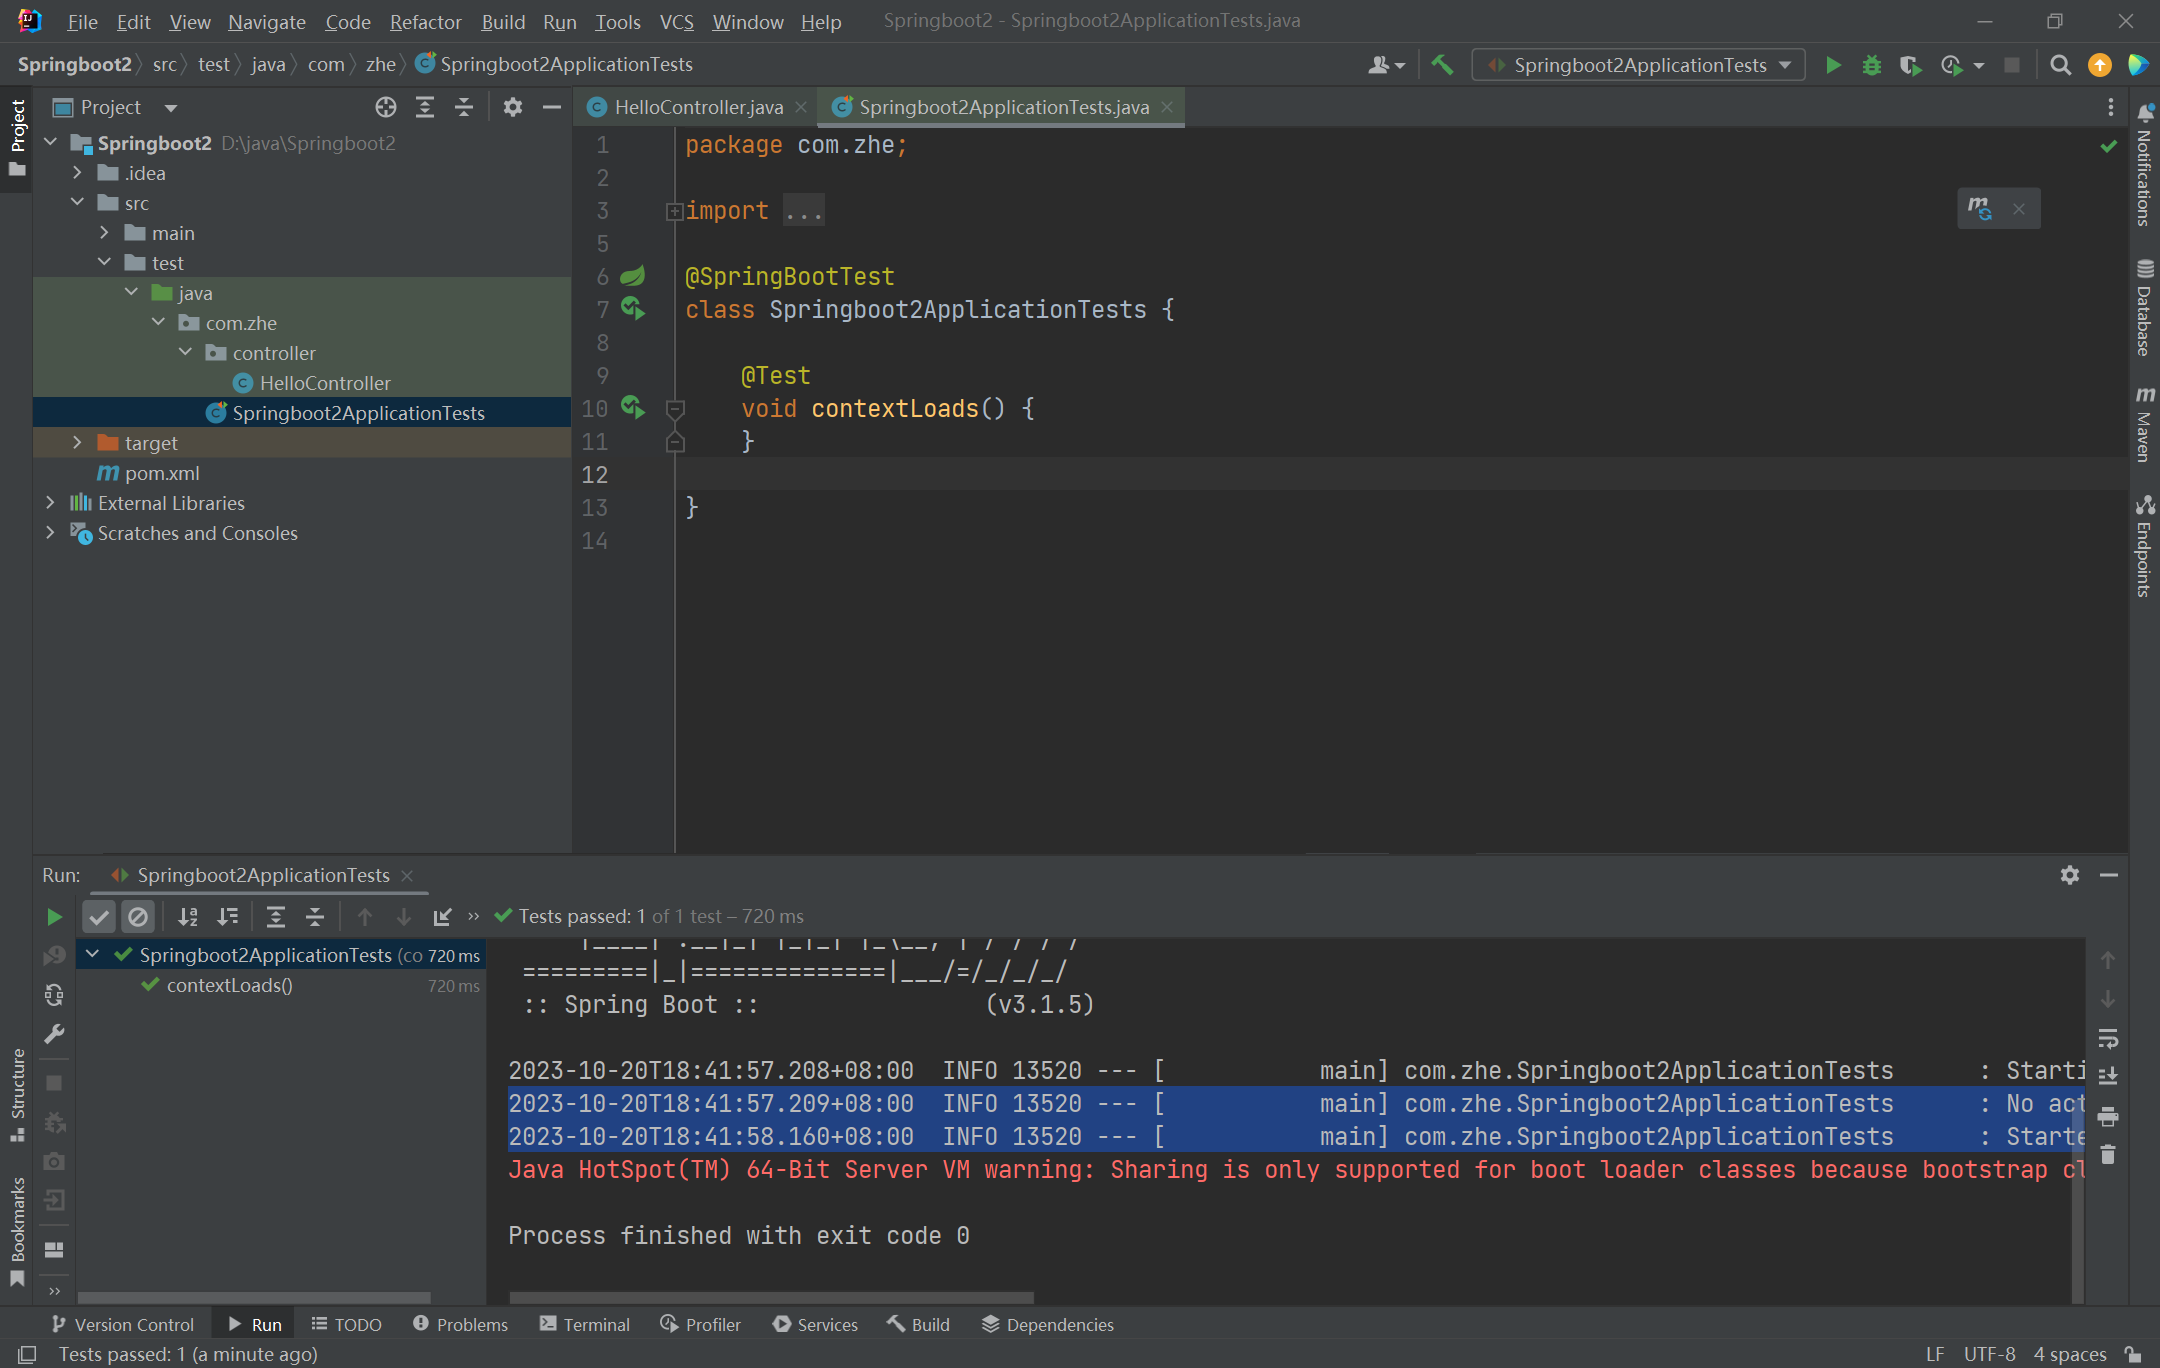 File Edit View Navigate Code Refactor Build Run Tools VCS Window Help Springboot2 - Springboot2ApplicationTests.java
Springboot2 src test java com zhe Springboot2ApplicationTests
Springboot2ApplicationTests
Project
Project
HelloController.java
Springboot2ApplicationTests.java
Springboot2 D:\java\Springboot2
.idea
src
main
test
java
com.zhe
controller
HelloController
Springboot2ApplicationTests
target
pom.xml
External Libraries
Scratches and Consoles
1 package com.zhe;
2
3 import ...
5
6 @SpringBootTest
7 class Springboot2ApplicationTests {
8
9 @Test
10 void contextLoads() {
11 }
12
13 }
14
Notifications
Database
Maven
Endpoints
Run: Springboot2ApplicationTests
Tests passed: 1 of 1 test – 720 ms
Springboot2ApplicationTests (co 720 ms
contextLoads() 720 ms
=========|_|==============|___/=/_/_/_/
:: Spring Boot :: (v3.1.5)
2023-10-20T18:41:57.208+08:00 INFO 13520 --- [ main] com.zhe.Springboot2ApplicationTests : Starti
2023-10-20T18:41:57.209+08:00 INFO 13520 --- [ main] com.zhe.Springboot2ApplicationTests : No act
2023-10-20T18:41:58.160+08:00 INFO 13520 --- [ main] com.zhe.Springboot2ApplicationTests : Starte
Java HotSpot(TM) 64-Bit Server VM warning: Sharing is only supported for boot loader classes because bootstrap cl
Process finished with exit code 0
Structure
Bookmarks
Version Control Run TODO Problems Terminal Profiler Services Build Dependencies
Tests passed: 1 (a minute ago) LF UTF-8 4 spaces